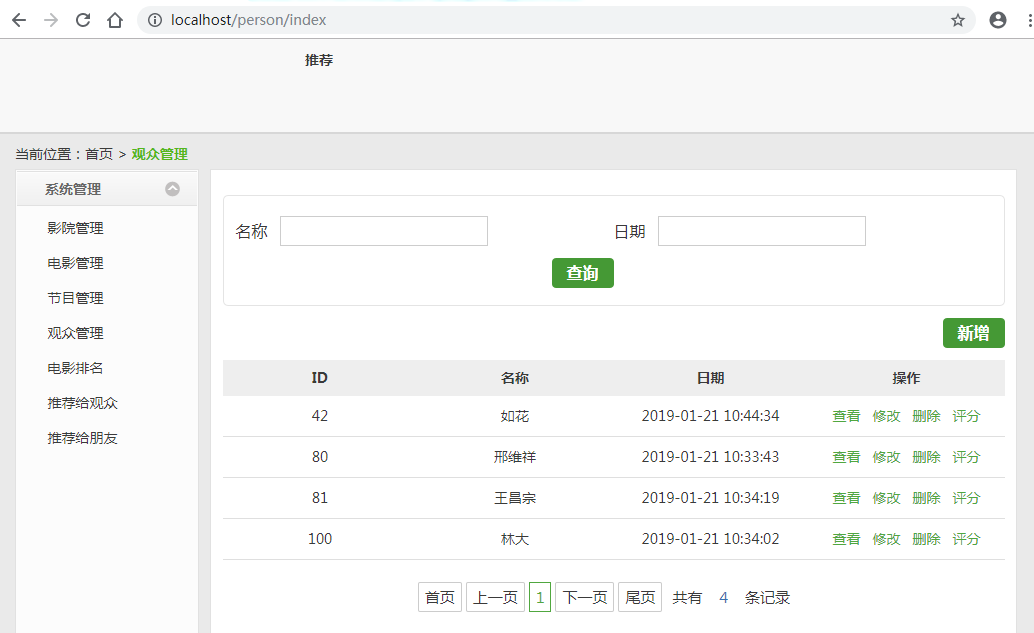 localhost/person/index
推荐
当前位置：首页 > 观众管理
系统管理
影院管理
电影管理
节目管理
观众管理
电影排名
推荐给观众
推荐给朋友
名称 日期
查询
新增
ID 名称 日期 操作
42 如花 2019-01-21 10:44:34 查看 修改 删除 评分
80 邢维祥 2019-01-21 10:33:43 查看 修改 删除 评分
81 王昌宗 2019-01-21 10:34:19 查看 修改 删除 评分
100 林大 2019-01-21 10:34:02 查看 修改 删除 评分
首页 上一页 1 下一页 尾页 共有 4 条记录